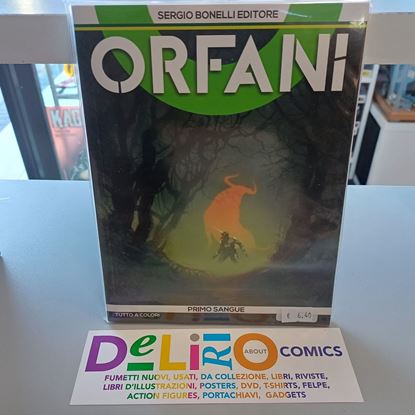 SERGIO BONELLI EDITORE
ORFANI
PRIMO SANGUE
TUTTO A COLORI
€ 6,40
DeLiRiO
ABOUT
COMICS
FUMETTI NUOVI, USATI, DA COLLEZIONE, LIBRI, RIVISTE,
LIBRI D'ILLUSTRAZIONI, POSTERS, DVD, T-SHIRTS, FELPE,
ACTION FIGURES, PORTACHIAVI, GADGETS